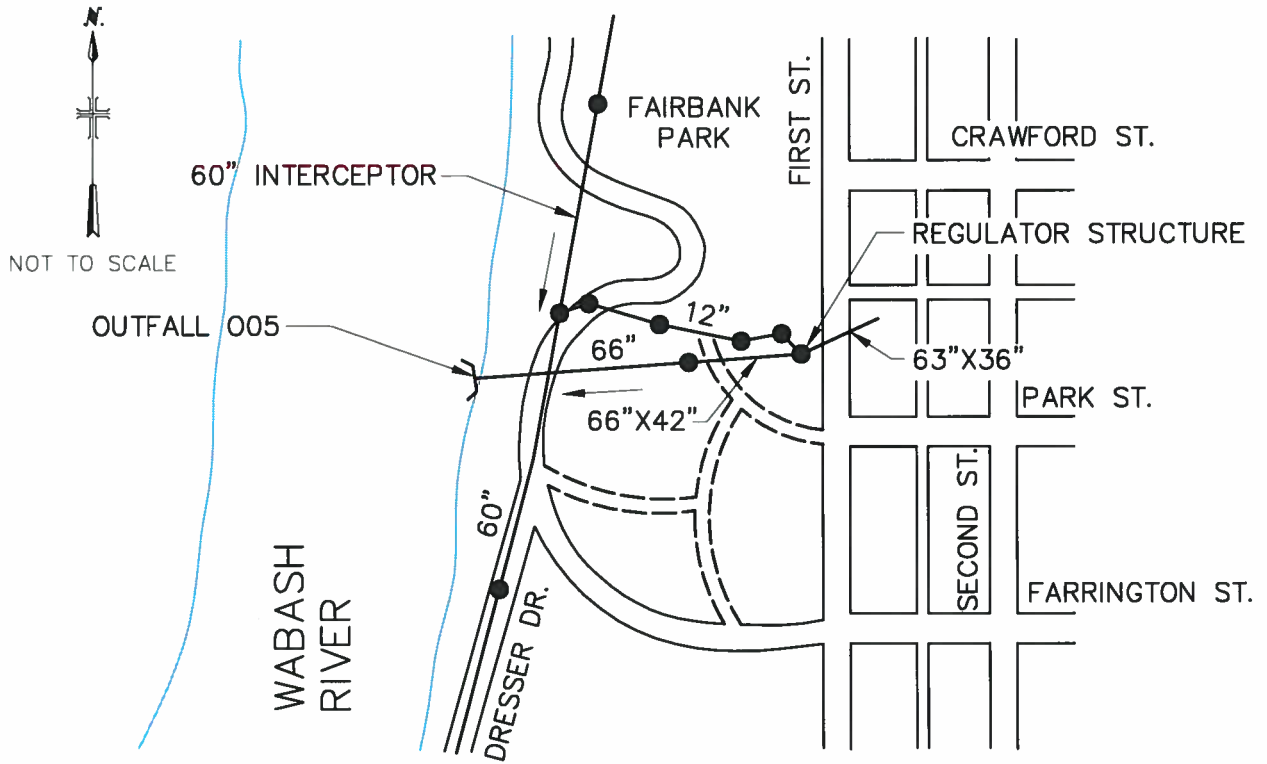 N.
NOT TO SCALE
FAIRBANK
PARK
FIRST ST.
CRAWFORD ST.
60" INTERCEPTOR
REGULATOR STRUCTURE
OUTFALL 005
12"
66"
63"X36"
66"X42"
PARK ST.
60"
SECOND ST.
FARRINGTON ST.
WABASH
RIVER
DRESSER DR.